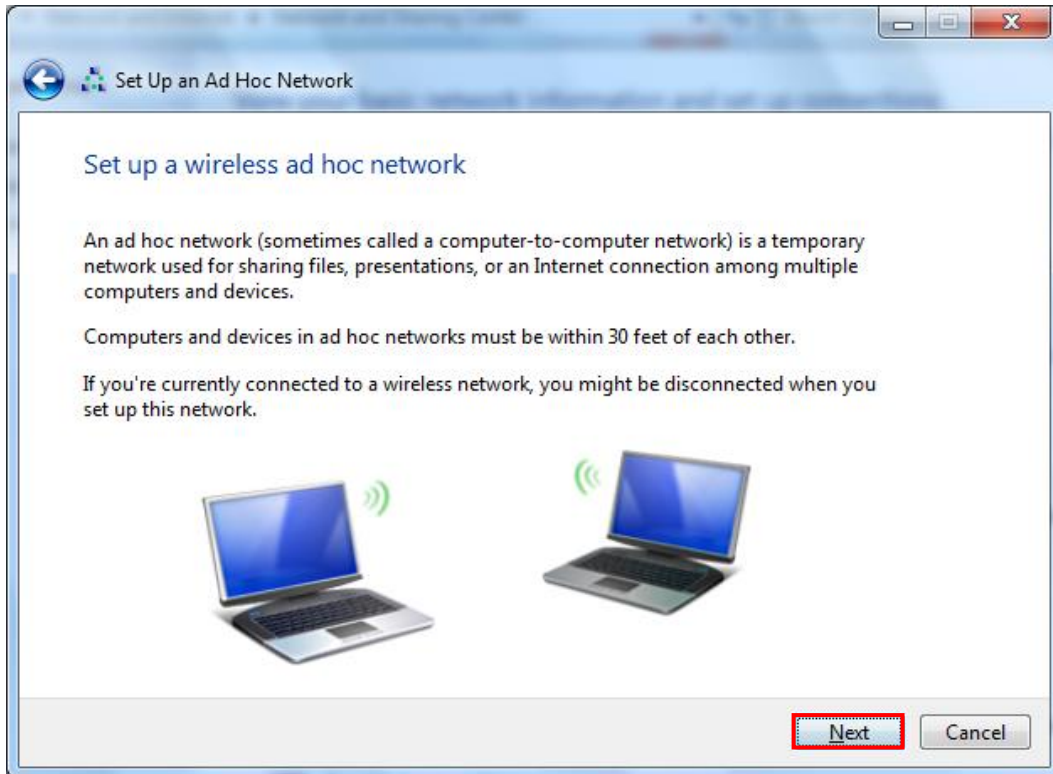 Set Up an Ad Hoc Network
Set up a wireless ad hoc network
An ad hoc network (sometimes called a computer-to-computer network) is a temporary
network used for sharing files, presentations, or an Internet connection among multiple
computers and devices.
Computers and devices in ad hoc networks must be within 30 feet of each other.
If you're currently connected to a wireless network, you might be disconnected when you
set up this network.
Next
Cancel